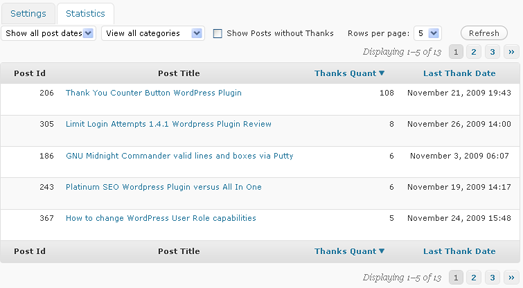 Settings Statistics
Show all post dates View all categories Show Posts without Thanks Rows per page: 5 Refresh
Displaying 1–5 of 13 1 2 3 »
Post Id Post Title Thanks Quant ▼ Last Thank Date
206 Thank You Counter Button WordPress Plugin 108 November 21, 2009 19:43
305 Limit Login Attempts 1.4.1 Wordpress Plugin Review 8 November 26, 2009 14:00
186 GNU Midnight Commander valid lines and boxes via Putty 6 November 3, 2009 06:07
243 Platinum SEO Wordpress Plugin versus All In One 6 November 19, 2009 14:17
367 How to change WordPress User Role capabilities 5 November 24, 2009 15:48
Post Id Post Title Thanks Quant ▼ Last Thank Date
Displaying 1–5 of 13 1 2 3 »